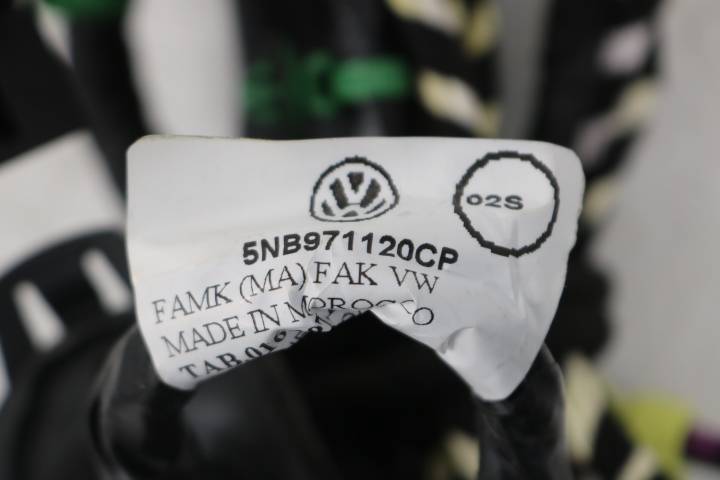 02S
5NB971120CP
FAMK (MA) FAK VW
MADE IN MOROCCO